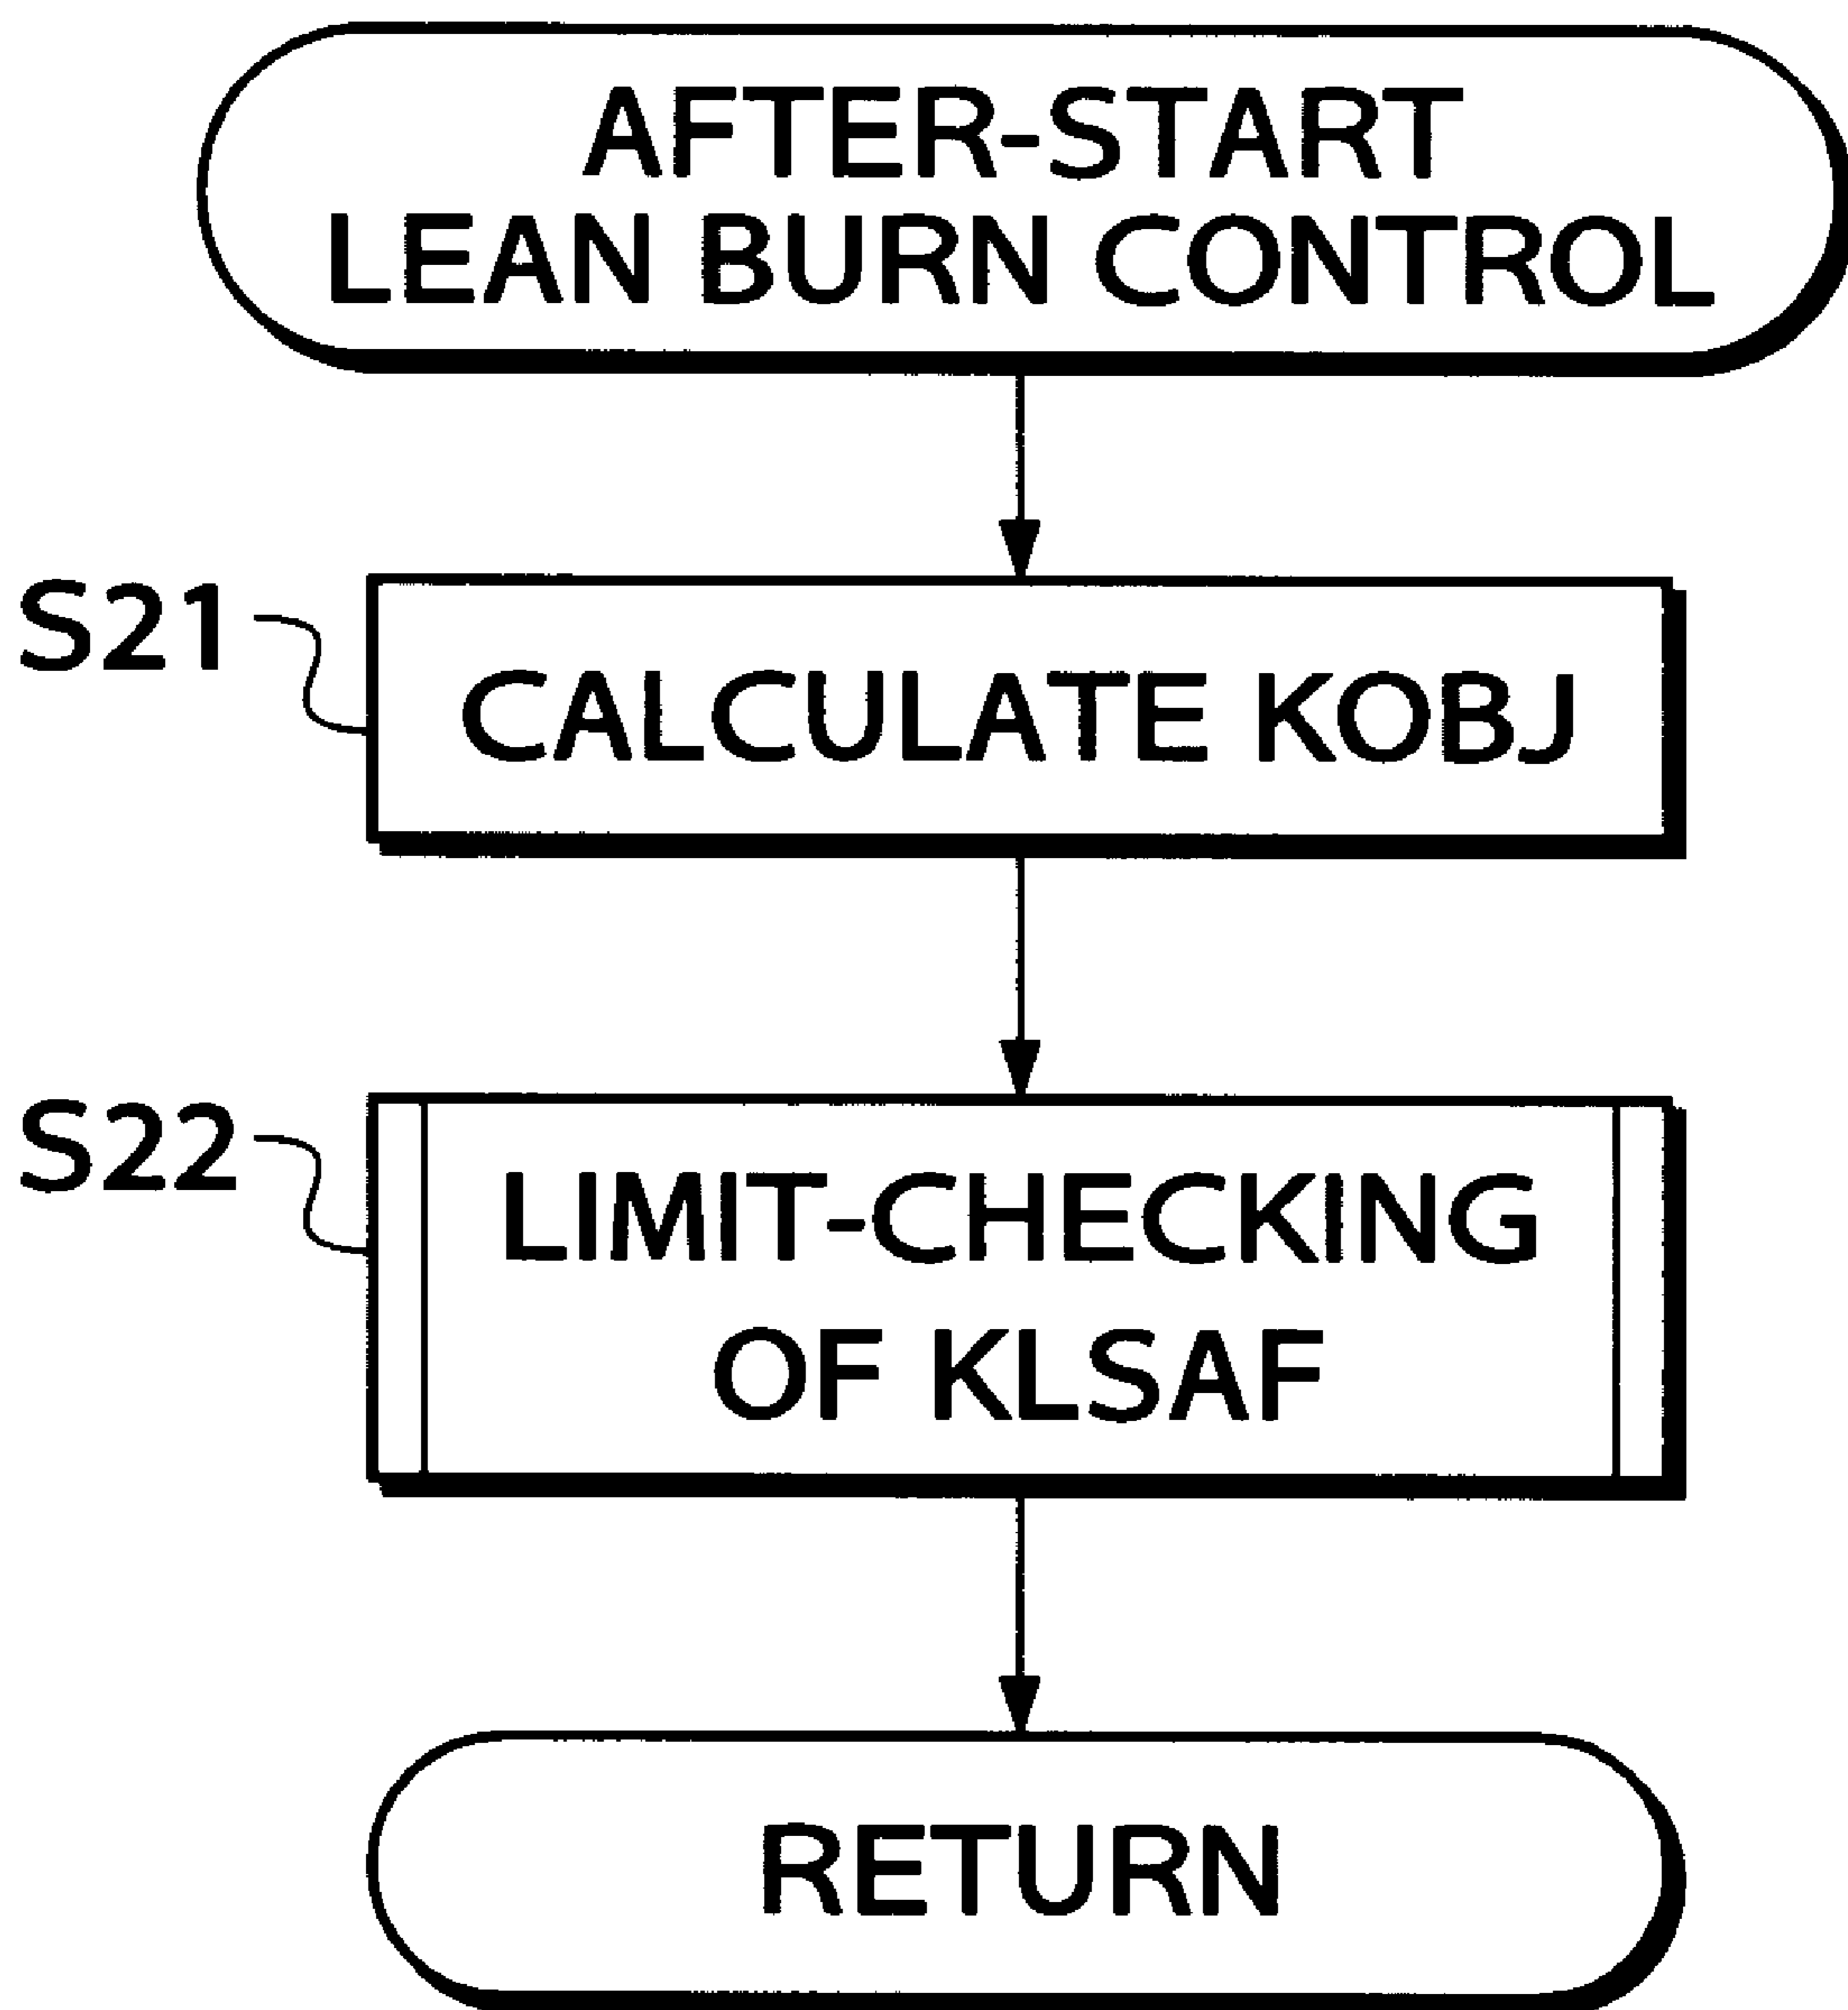 AFTER-START
LEAN BURN CONTROL
S21
CALCULATE KOBJ
S22
LIMIT-CHECKING
OF KLSAF
RETURN